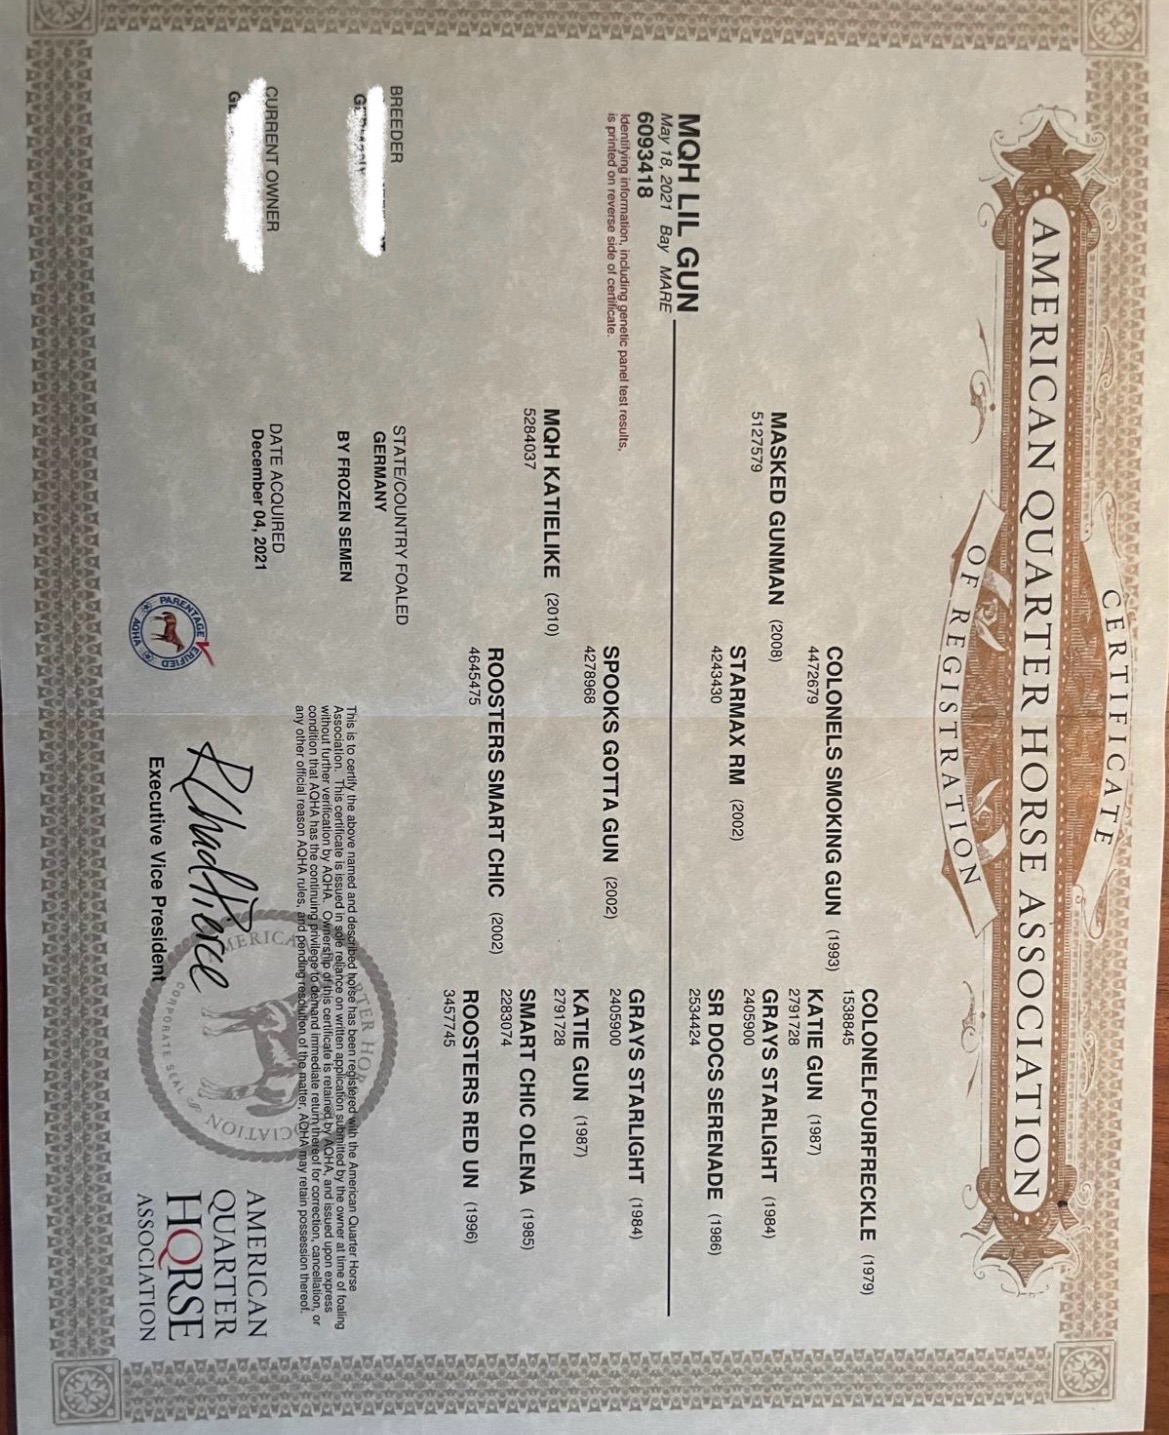 CERTIFICATE
AMERICAN QUARTER HORSE ASSOCIATION
OF REGISTRATION
COLONELFOURFRECKLE (1979)
1538845
COLONELS SMOKING GUN (1993)
4472679
KATIE GUN (1987)
2791728
MASKED GUNMAN (2008)
5127579
GRAYS STARLIGHT (1984)
2405900
STARMAX RM (2002)
4243430
SR DOCS SERENADE (1986)
2534424
MQH LIL GUN
May 18, 2021 Bay MARE
6093418
Identifying information, including genetic panel test results,
is printed on reverse side of certificate.
GRAYS STARLIGHT (1984)
2405900
SPOOKS GOTTA GUN (2002)
4278968
KATIE GUN (1987)
2791728
MQH KATIELIKE (2010)
5284037
SMART CHIC OLENA (1985)
2283074
ROOSTERS SMART CHIC (2002)
4645475
ROOSTERS RED UN (1996)
3457745
BREEDER
STATE/COUNTRY FOALED
GERMANY
BY FROZEN SEMEN
CURRENT OWNER
DATE ACQUIRED
December 04, 2021
This is to certify the above named and described horse has been registered with the American Quarter Horse
Association. This certificate is issued in sole reliance on written application submitted by the owner at time of foaling
without further verification by AQHA. Ownership of this certificate is retained by AQHA, and issued upon express
condition that AQHA has the continuing privilege to demand immediate return thereof for correction, cancellation, or
any other official reason AQHA rules, and pending resolution of the matter, AQHA may retain possession thereof.
PARENTAGE VERIFIED
AQHA
Executive Vice President
CORPORATE SEAL
AMERICAN
QUARTER
HORSE
ASSOCIATION